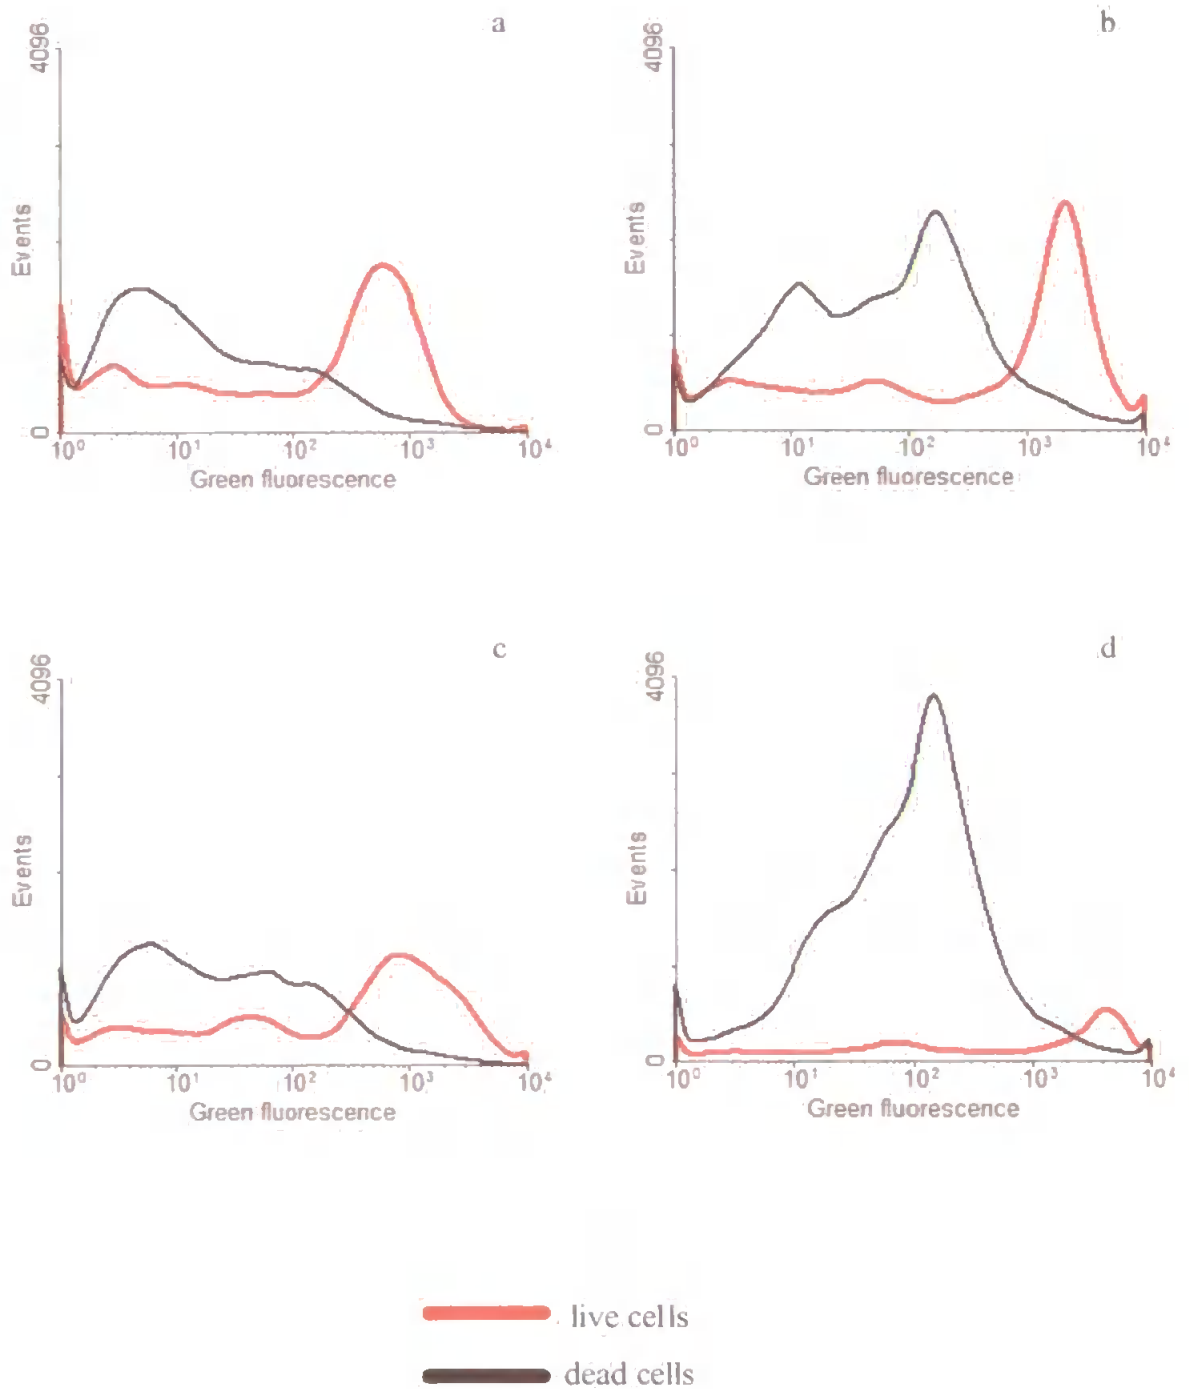 a
4096
Events
0
10⁰ 10¹ 10² 10³ 10⁴
Green fluorescence
b
4096
Events
0
10⁰ 10¹ 10² 10³ 10⁴
Green fluorescence
c
4096
Events
0
10⁰ 10¹ 10² 10³ 10⁴
Green fluorescence
d
4096
Events
0
10⁰ 10¹ 10² 10³ 10⁴
Green fluorescence
live cells
dead cells